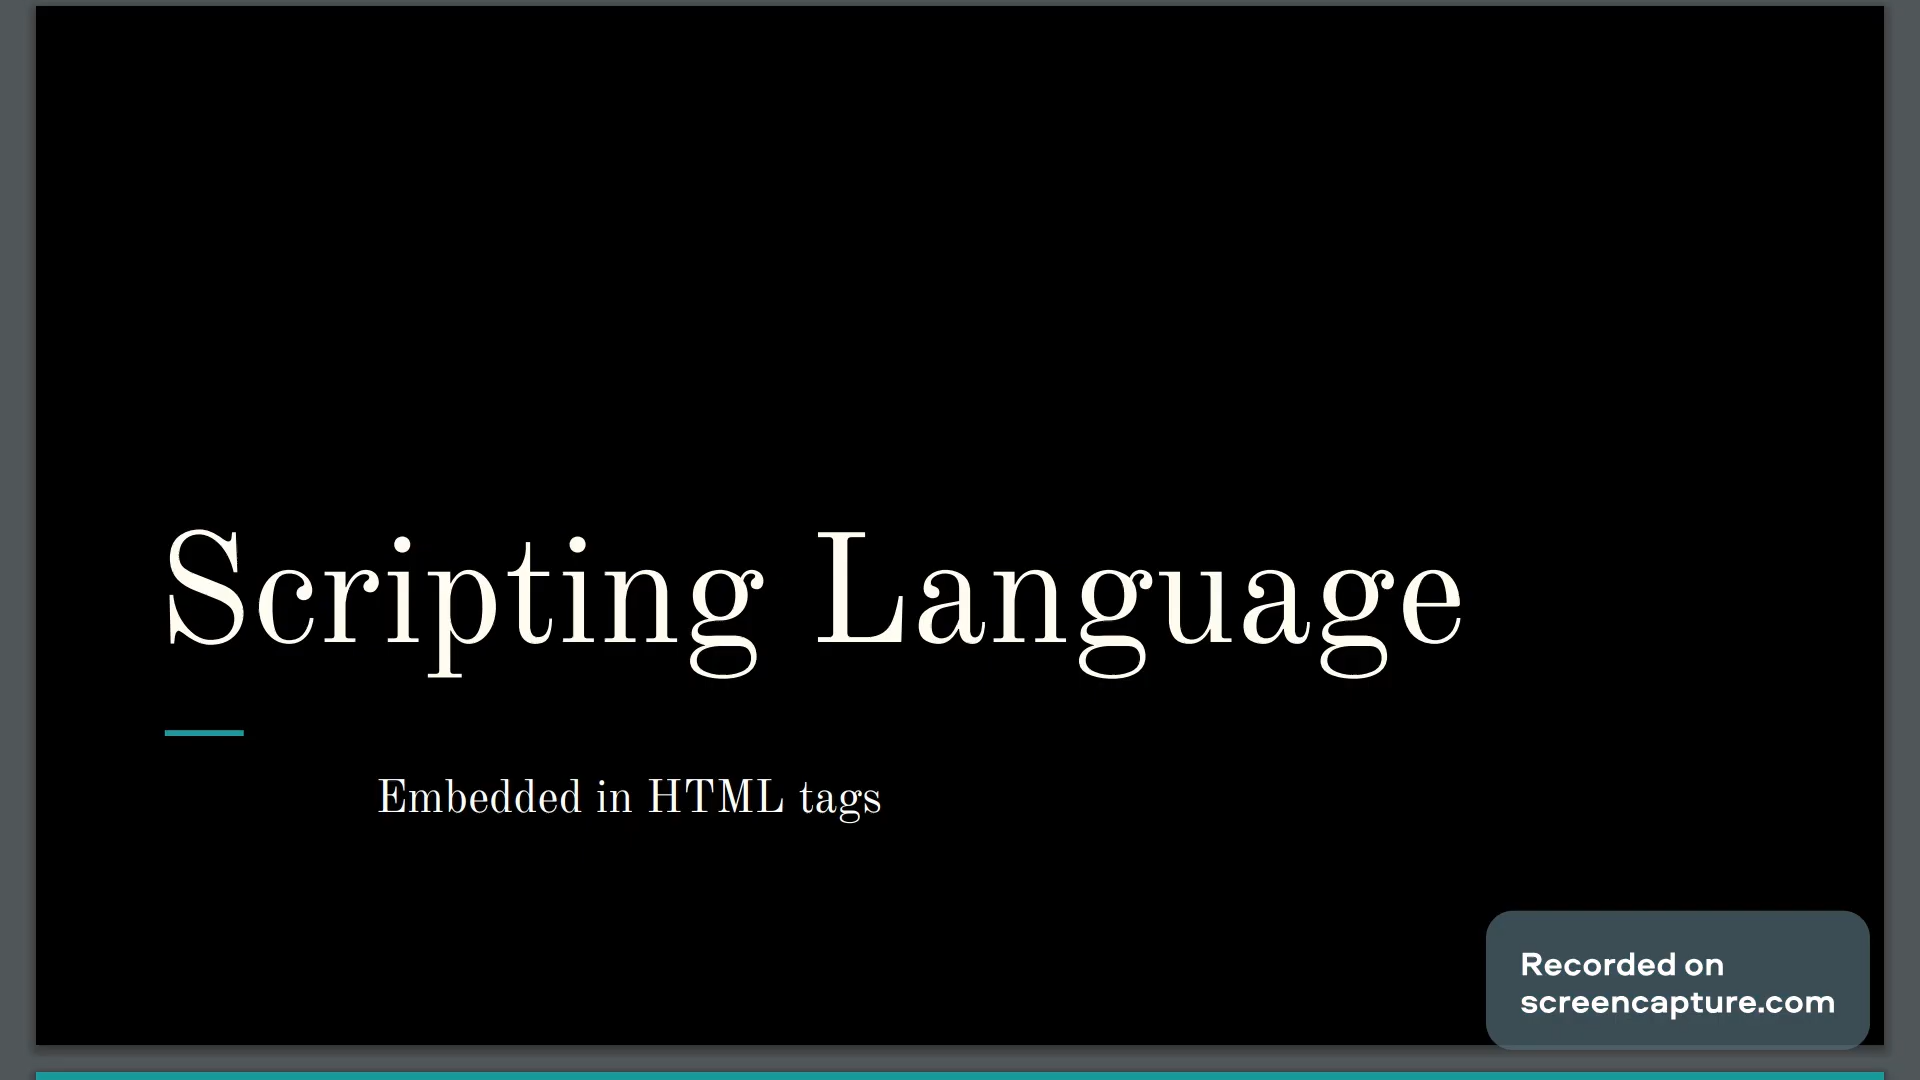 Scripting Language
Embedded in HTML tags
Recorded on
screencapture.com